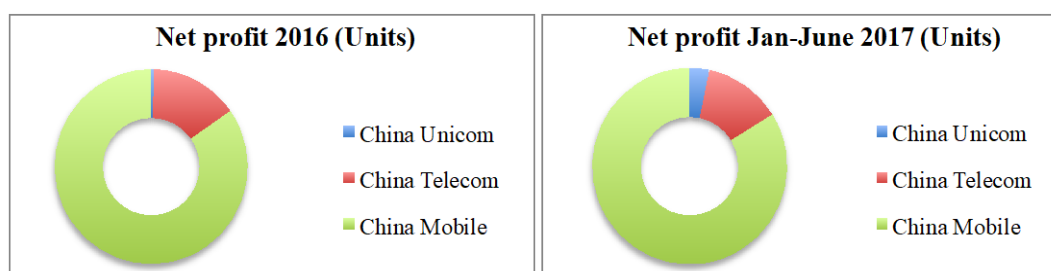 Net profit 2016 (Units)
China Unicom
China Telecom
China Mobile
Net profit Jan-June 2017 (Units)
China Unicom
China Telecom
China Mobile